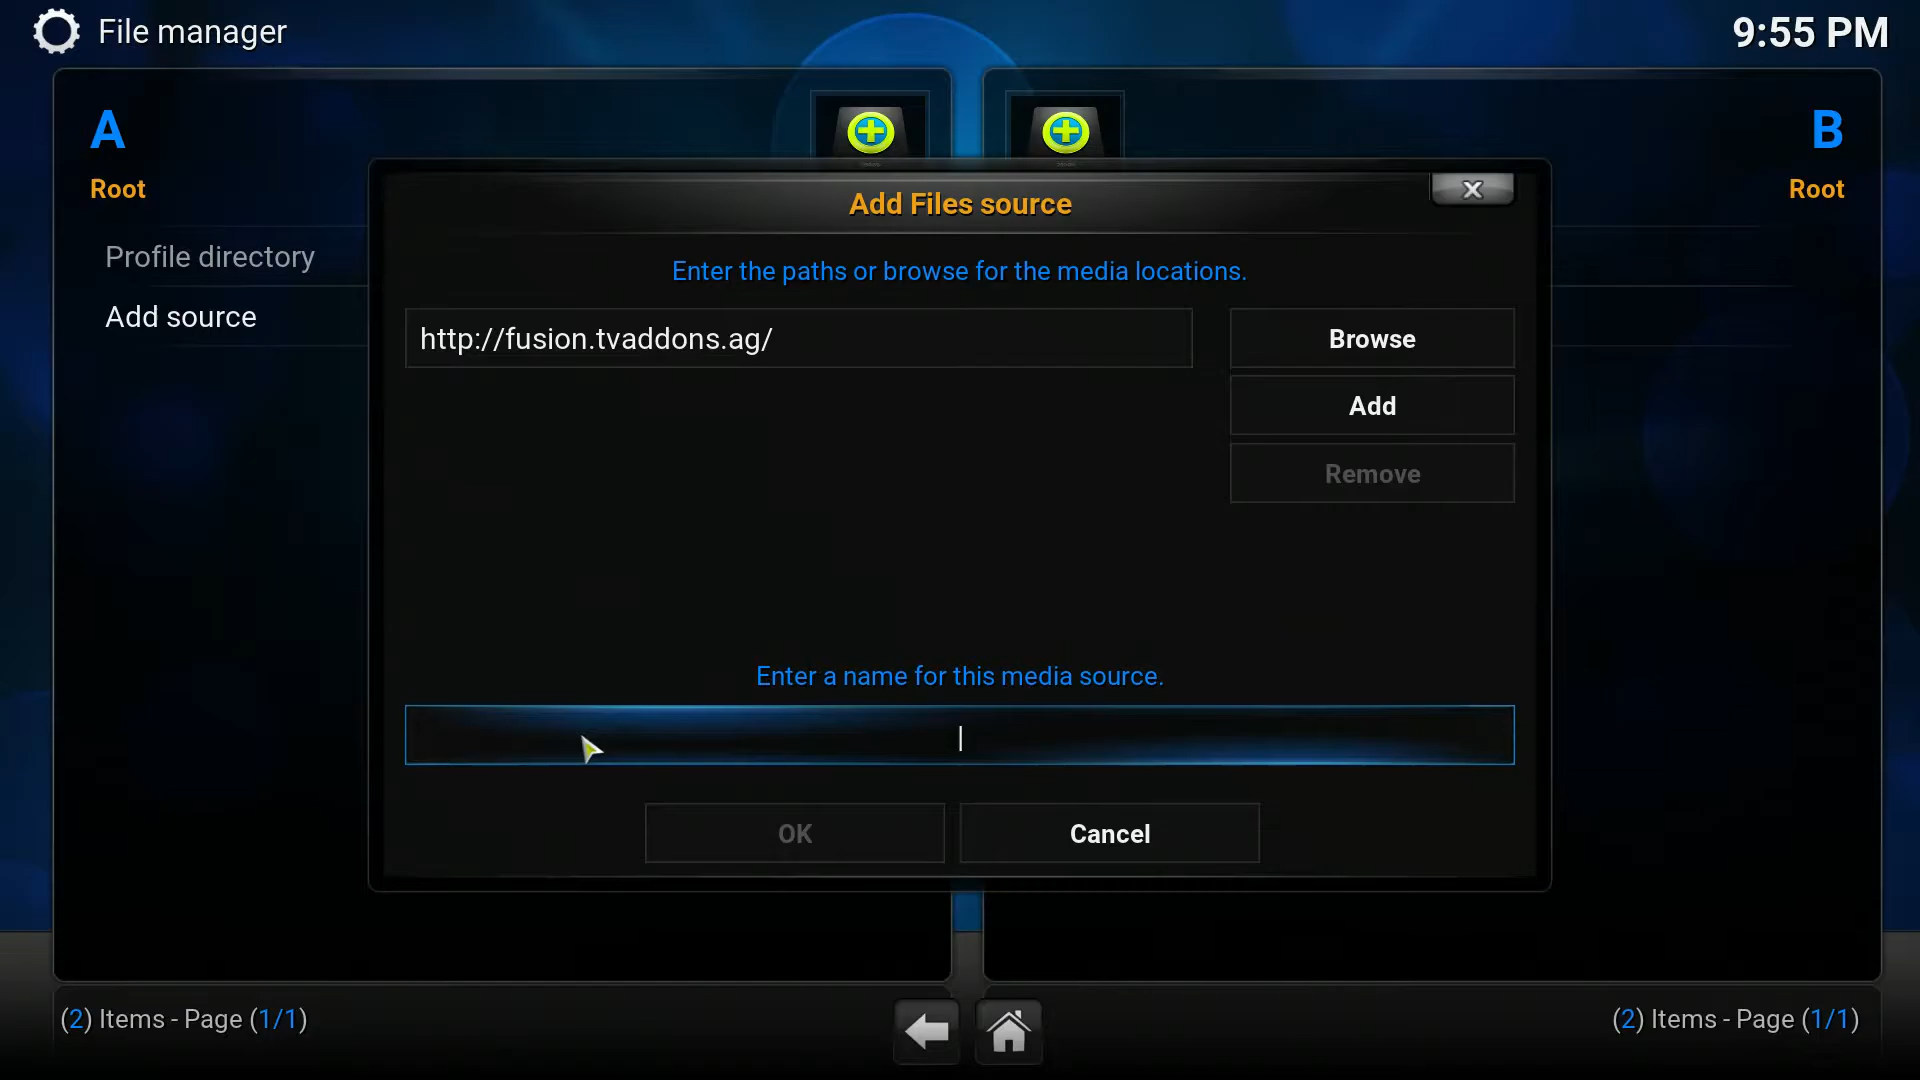 File manager
9:55 PM
A
B
Root
Root
Add Files source
Profile directory
Enter the paths or browse for the media locations.
Add source
http://fusion.tvaddons.ag/
Browse
Add
Remove
Enter a name for this media source.
OK
Cancel
(2) Items - Page (1/1)
(2) Items - Page (1/1)